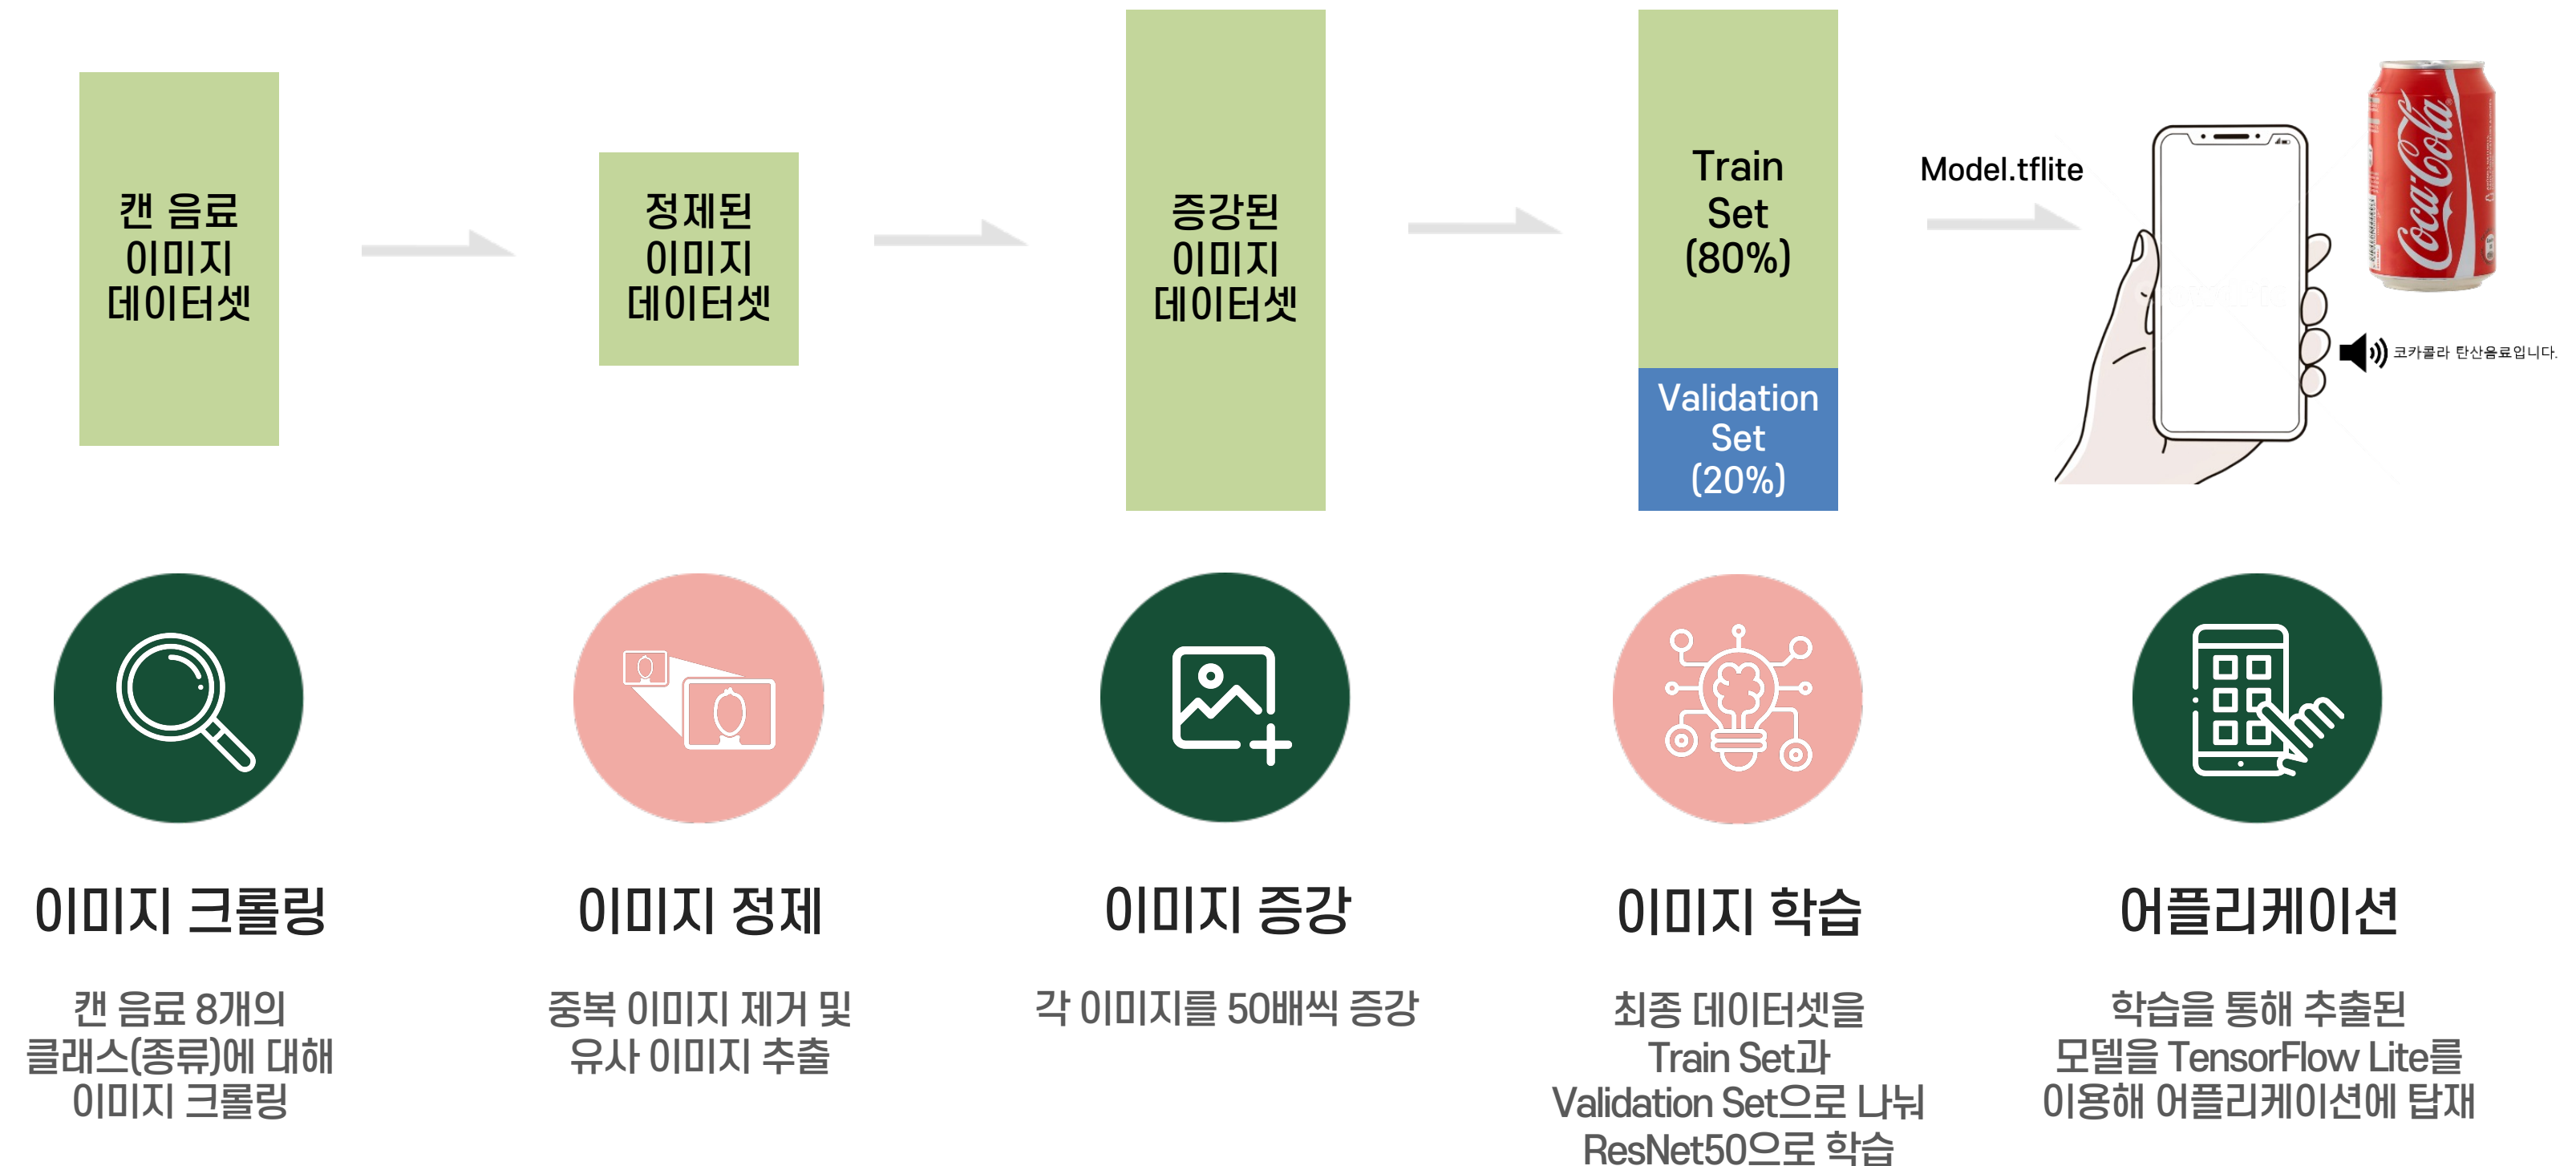 캔 음료
이미지
데이터셋
정제된
이미지
데이터셋
증강된
이미지
데이터셋
Train
Set
(80%)
Validation
Set
(20%)
Model.tflite
Coca-Cola
코카콜라 탄산음료입니다.
이미지 크롤링
캔 음료 8개의
클래스(종류)에 대해
이미지 크롤링
이미지 정제
중복 이미지 제거 및
유사 이미지 추출
이미지 증강
각 이미지를 50배씩 증강
이미지 학습
최종 데이터셋을
Train Set과
Validation Set으로 나눠
ResNet50으로 학습
어플리케이션
학습을 통해 추출된
모델을 TensorFlow Lite를
이용해 어플리케이션에 탑재